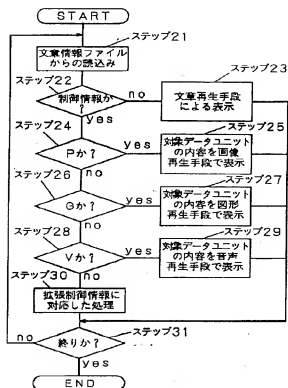 START
ステップ21
文章情報ファイル
からの読込み
ステップ22
制御情報か
?
no
yes
ステップ23
文章再生手段
による表示
ステップ24
Pか?
yes
no
ステップ25
対象データユニット
の内容を画像
再生手段で表示
ステップ26
Gか?
yes
no
ステップ27
対象データユニット
の内容を図形
再生手段で表示
ステップ28
Vか?
yes
no
ステップ29
対象データユニット
の内容を音声
再生手段で表示
ステップ30
拡張制御情報に
対応した処理
ステップ31
終りか?
no
yes
END